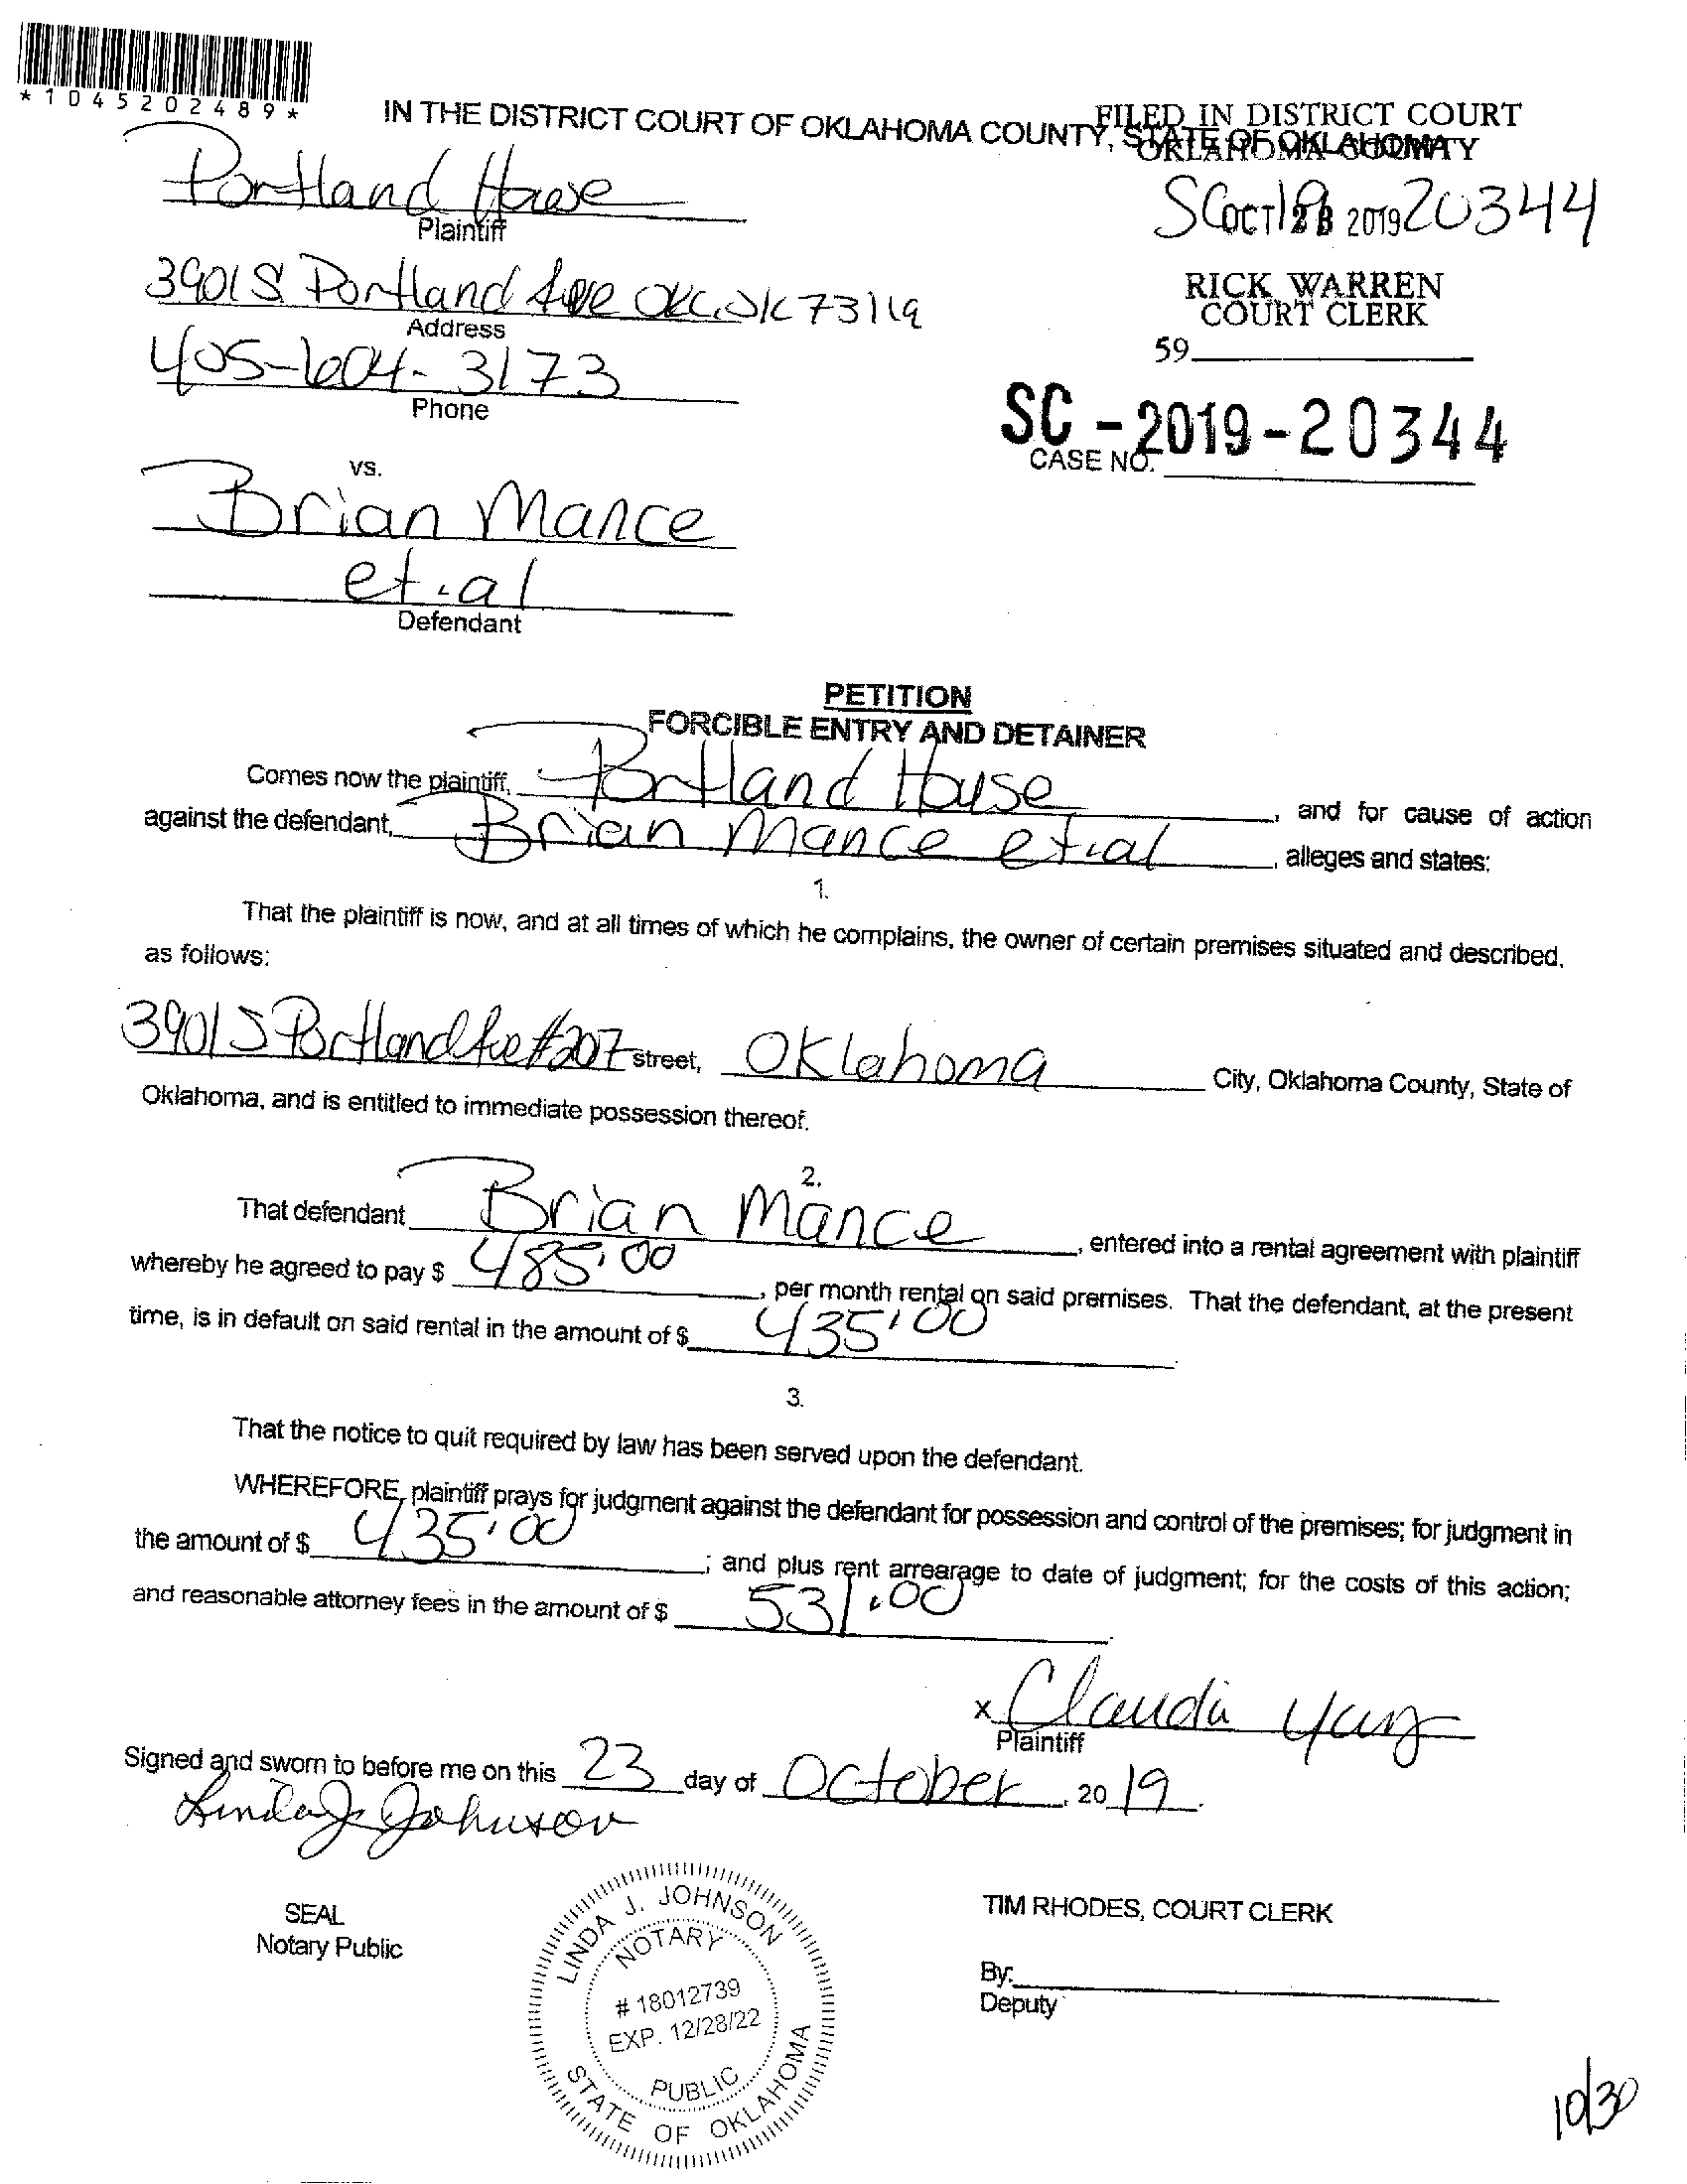 *1045202489*
IN THE DISTRICT COURT OF OKLAHOMA COUNTY, STATE OF OKLAHOMA
FILED IN DISTRICT COURT
OKLAHOMA COUNTY
Portland House
Plaintiff
SC 19 20344
OCT 23 2019
3901 S Portland Ave OKC, OK 73119
Address
RICK WARREN
COURT CLERK
405-604-3173
Phone
59
SC-2019-20344
CASE NO.
vs.
Brian Mance
et.al
Defendant
PETITION
FORCIBLE ENTRY AND DETAINER
Comes now the plaintiff, Portland House, and for cause of action
against the defendant, Brian Mance et.al, alleges and states:
1.
That the plaintiff is now, and at all times of which he complains, the owner of certain premises situated and described,
as follows:
3901 S Portland Ave #207 street, Oklahoma City, Oklahoma County, State of
Oklahoma, and is entitled to immediate possession thereof.
2.
That defendant Brian Mance, entered into a rental agreement with plaintiff
whereby he agreed to pay $ 485.00, per month rental on said premises. That the defendant, at the present
time, is in default on said rental in the amount of $ 435.00
3.
That the notice to quit required by law has been served upon the defendant.
WHEREFORE, plaintiff prays for judgment against the defendant for possession and control of the premises; for judgment in
the amount of $ 435.00; and plus rent arrearage to date of judgment; for the costs of this action;
and reasonable attorney fees in the amount of $ 531.00
x Claudia
Plaintiff
Signed and sworn to before me on this 23 day of October, 2019.
Linda J Johnson
SEAL
Notary Public
LINDA J. JOHNSON
NOTARY
# 18012739
EXP. 12/28/22
PUBLIC
STATE OF OKLAHOMA
TIM RHODES, COURT CLERK
By:
Deputy
10/30